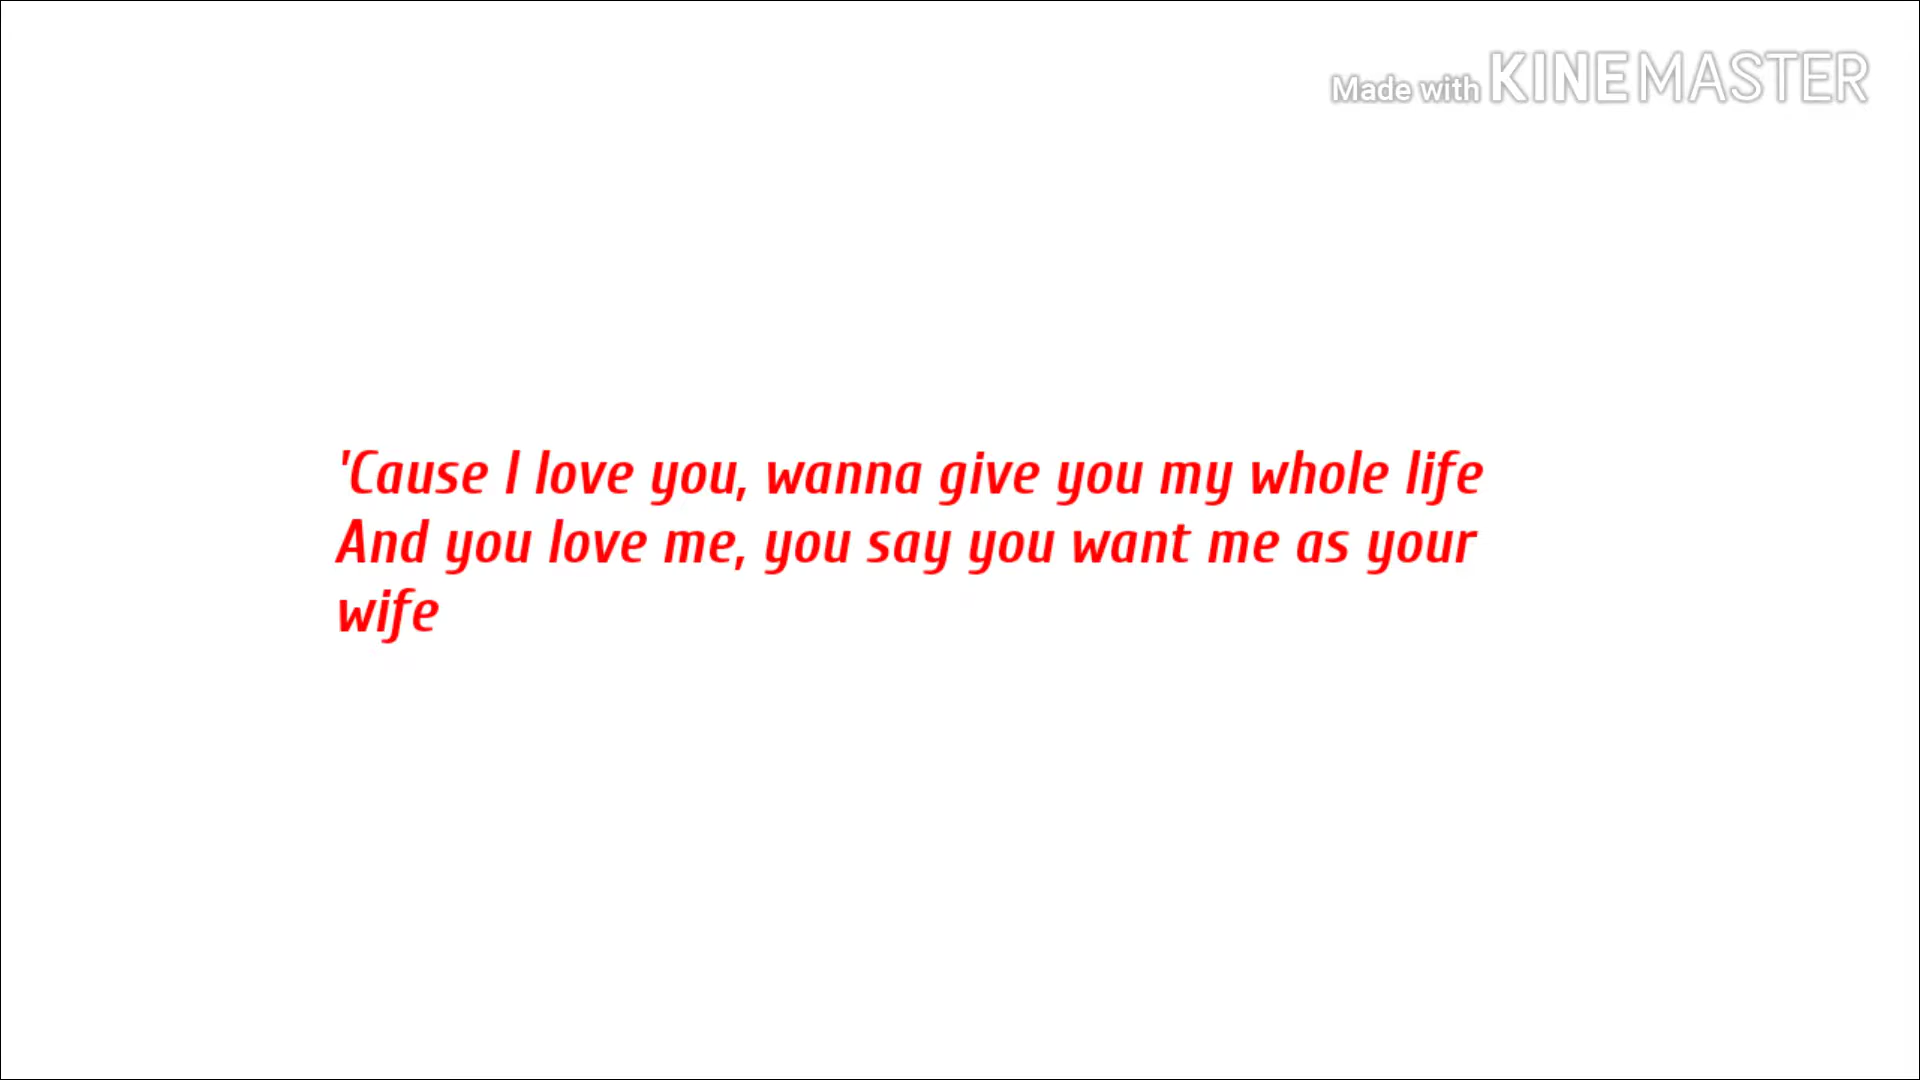 Made with KINEMASTER
'Cause I love you, wanna give you my whole life
And you love me, you say you want me as your
wife